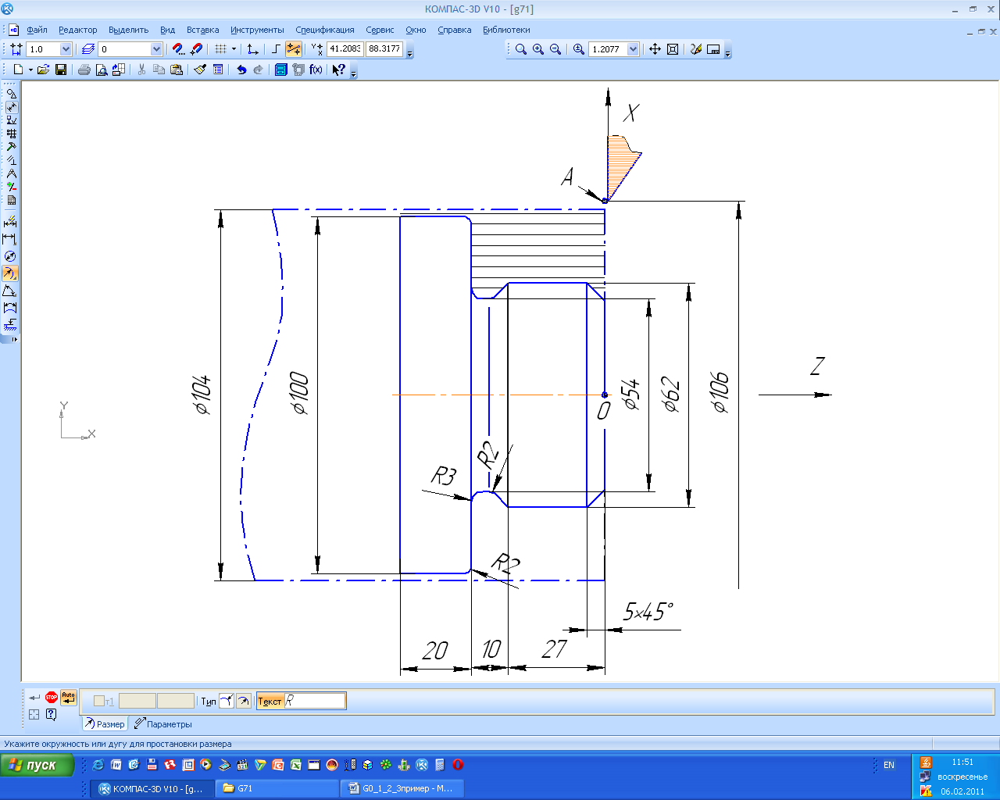 КОМПАС-3D V10 - [g71]
Файл Редактор Выделить Вид Вставка Инструменты Спецификация Сервис Окно Справка Библиотеки
1.0 0 41.2083 88.3177 1.2077
f(x)
X
A
Z
ϕ104 ϕ100 ϕ54 ϕ62 ϕ106
O
Y
X
R2
R3
R2
5×45°
20 10 27
STOP Auto т1 Тип Текст R
Размер Параметры
Укажите окружность или дугу для простановки размера
пуск EN 11:51
воскресенье
КОМПАС-3D V10 - [g... G71 G0_1_2_3пример - M... 06.02.2011